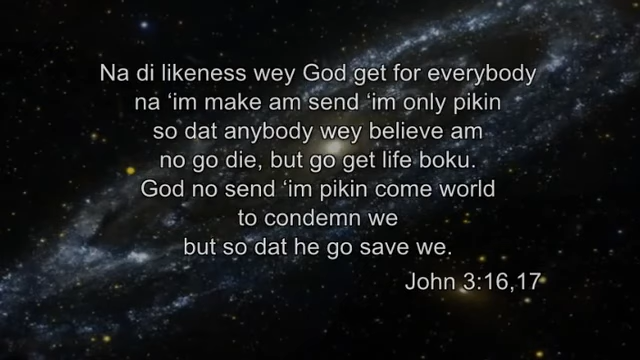 Na di likeness wey God get for everybody
na ‘im make am send ‘im only pikin
so dat anybody wey believe am
no go die, but go get life boku.
God no send ‘im pikin come world
to condemn we
but so dat he go save we.
John 3:16,17